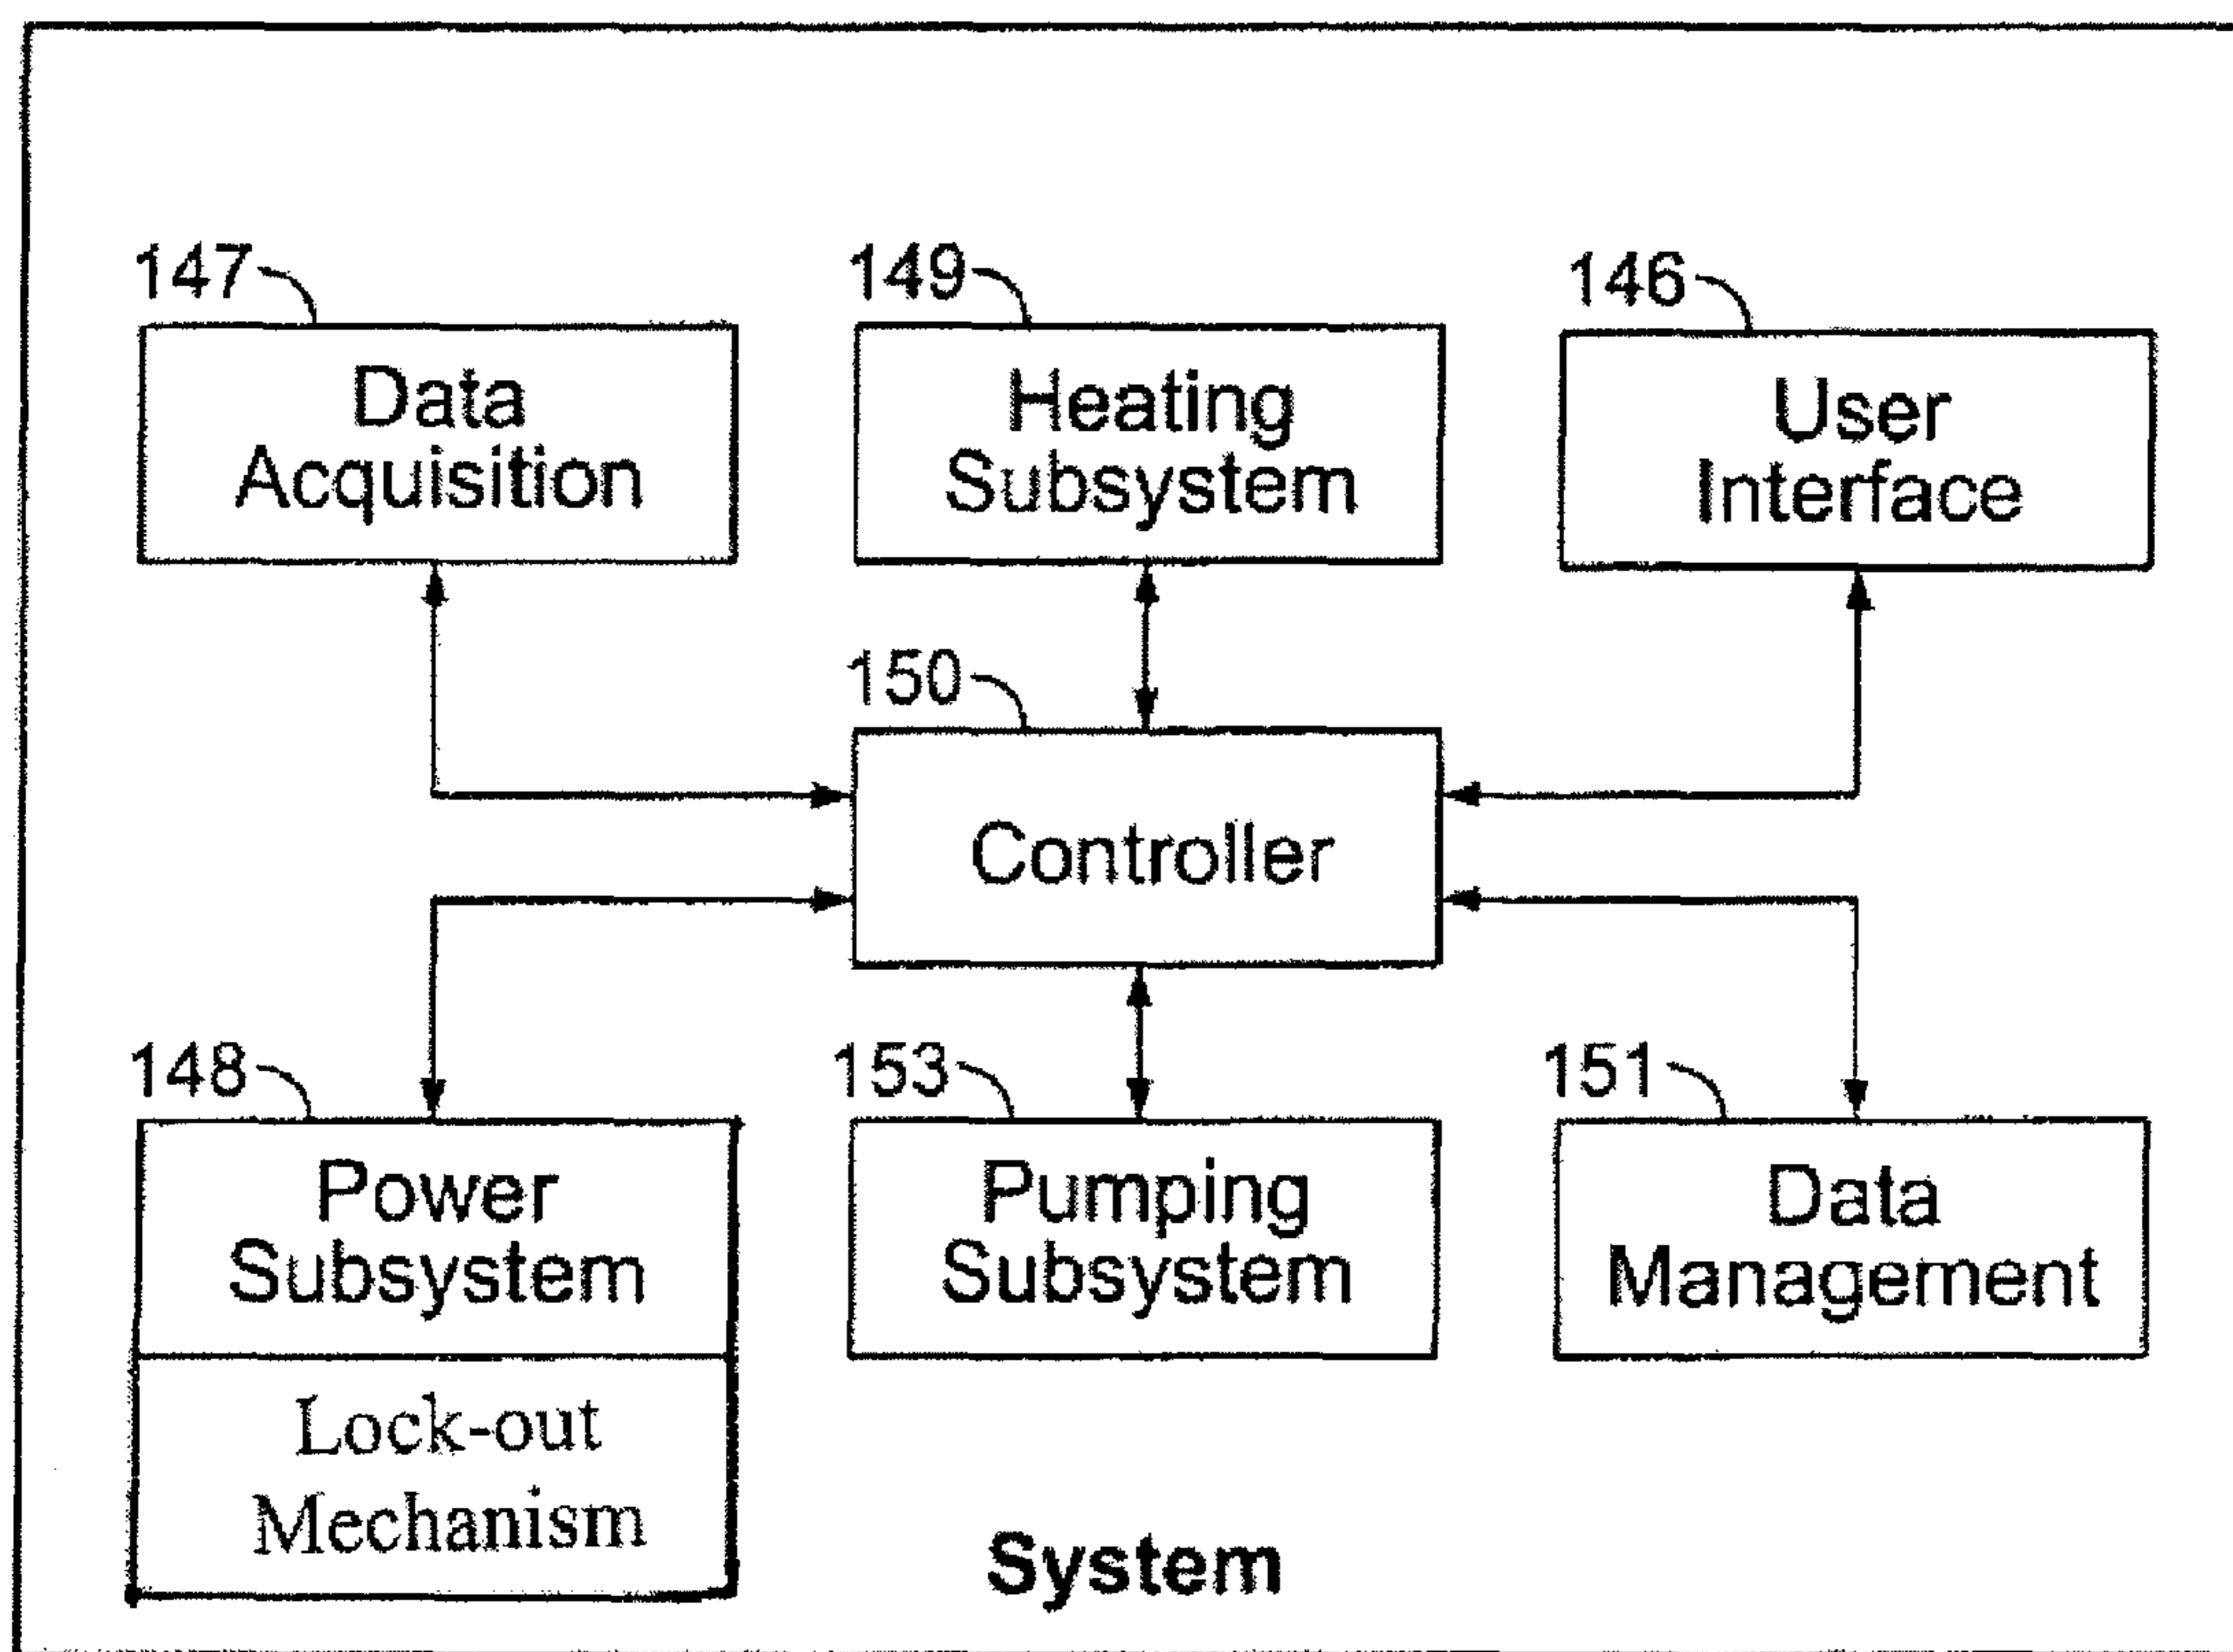 147
Data
Acquisition
149
Heating
Subsystem
146
User
Interface
150
Controller
148
Power
Subsystem
Lock-out
Mechanism
153
Pumping
Subsystem
151
Data
Management
System